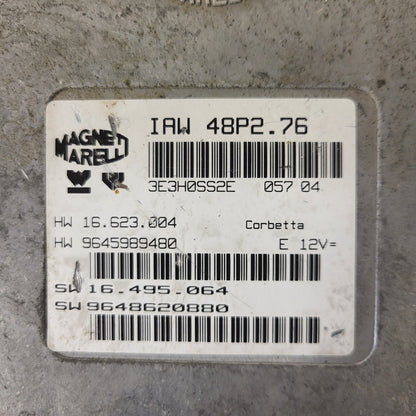 IAW 48P2.76
MAGNETI
MARELLI
3E3H0SS2E 057 04
HW 16.623.004 Corbetta
HW 9645989480 E 12V=
SW 16.495.064
SW 9648620880